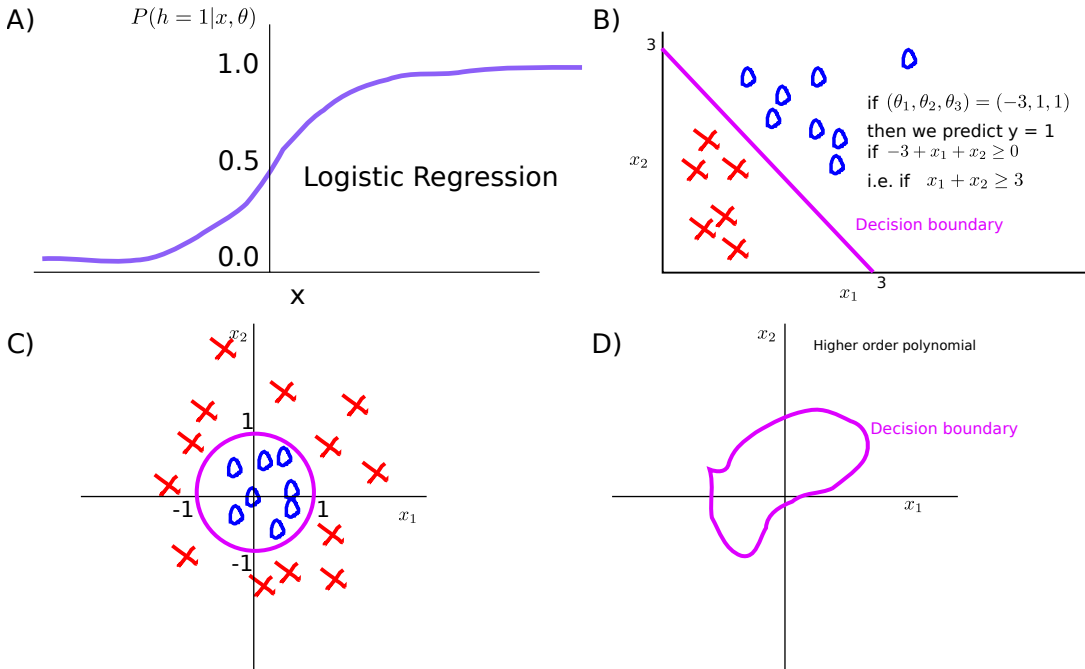 A)
P(h = 1|x, θ)
1.0
0.5
Logistic Regression
0.0
x
B)
3
if (θ₁, θ₂, θ₃) = (−3, 1, 1)
then we predict y = 1
if −3 + x₁ + x₂ ≥ 0
i.e. if x₁ + x₂ ≥ 3
x₂
Decision boundary
3
x₁
C)
x₂
1
-1
1
x₁
-1
D)
x₂
Higher order polynomial
Decision boundary
x₁